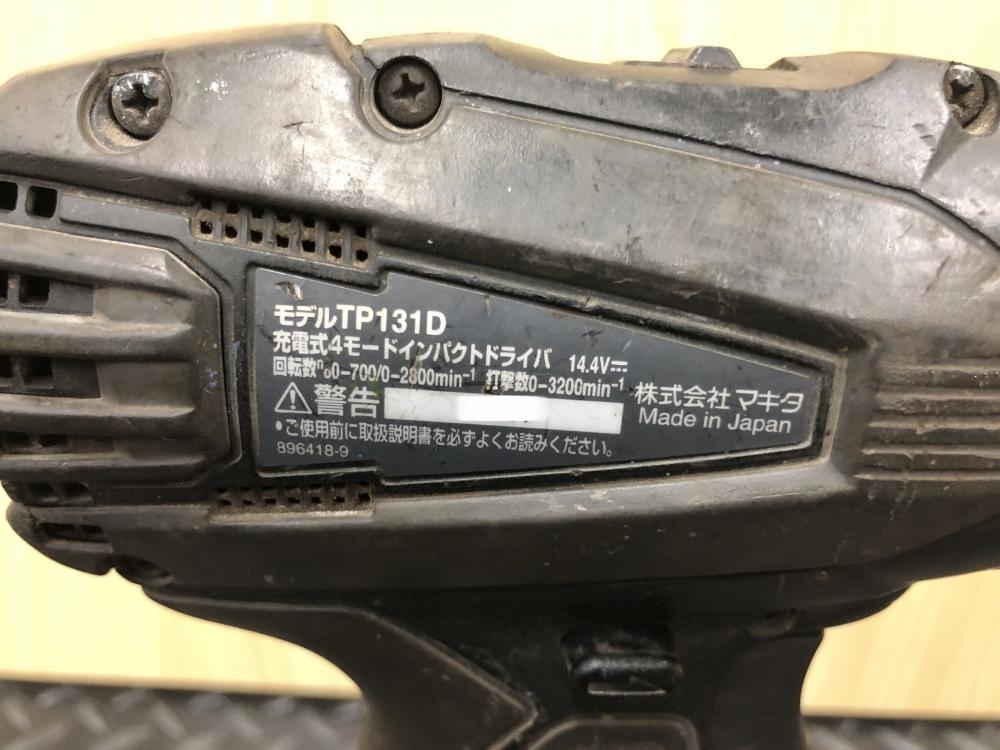 モデルTP131D
充電式4モードインパクトドライバ 14.4V⎓
回転数n₀0-700/0-2800min⁻¹ 打撃数0-3200min⁻¹
⚠警告
•ご使用前に取扱説明書を必ずよくお読みください。
896418-9
株式会社マキタ
Made in Japan